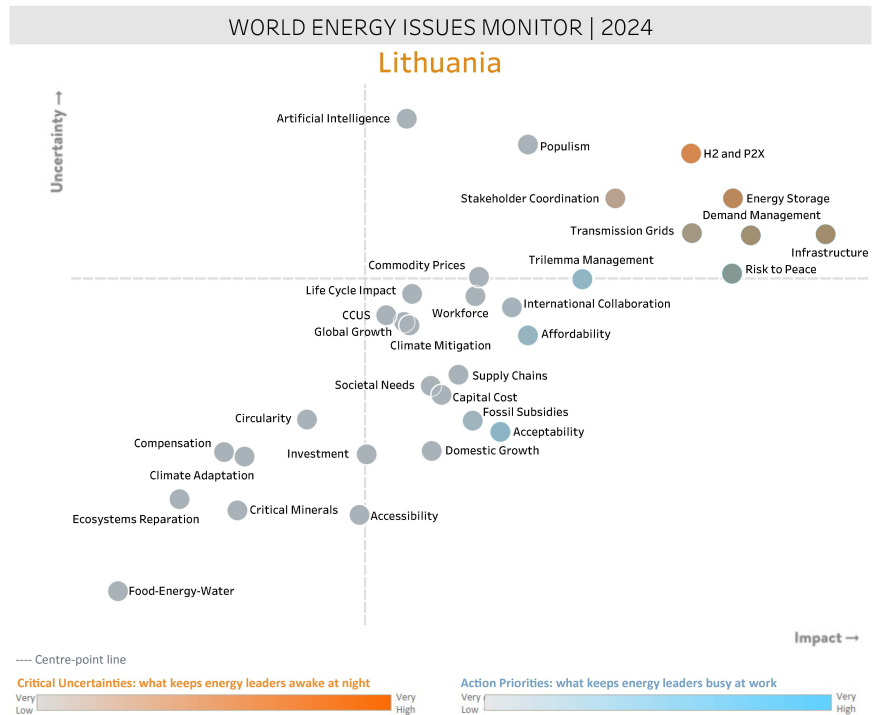 WORLD ENERGY ISSUES MONITOR | 2024
Lithuania
Uncertainty →
Artificial Intelligence
Populism
H2 and P2X
Stakeholder Coordination
Energy Storage
Demand Management
Transmission Grids
Infrastructure
Trilemma Management
Commodity Prices
Risk to Peace
Life Cycle Impact
International Collaboration
Workforce
CCUS
Global Growth
Affordability
Climate Mitigation
Supply Chains
Societal Needs
Capital Cost
Fossil Subsidies
Circularity
Acceptability
Compensation
Domestic Growth
Investment
Climate Adaptation
Critical Minerals
Accessibility
Ecosystems Reparation
Food-Energy-Water
Impact →
---- Centre-point line
Critical Uncertainties: what keeps energy leaders awake at night
Very Low
Very High
Action Priorities: what keeps energy leaders busy at work
Very Low
Very High